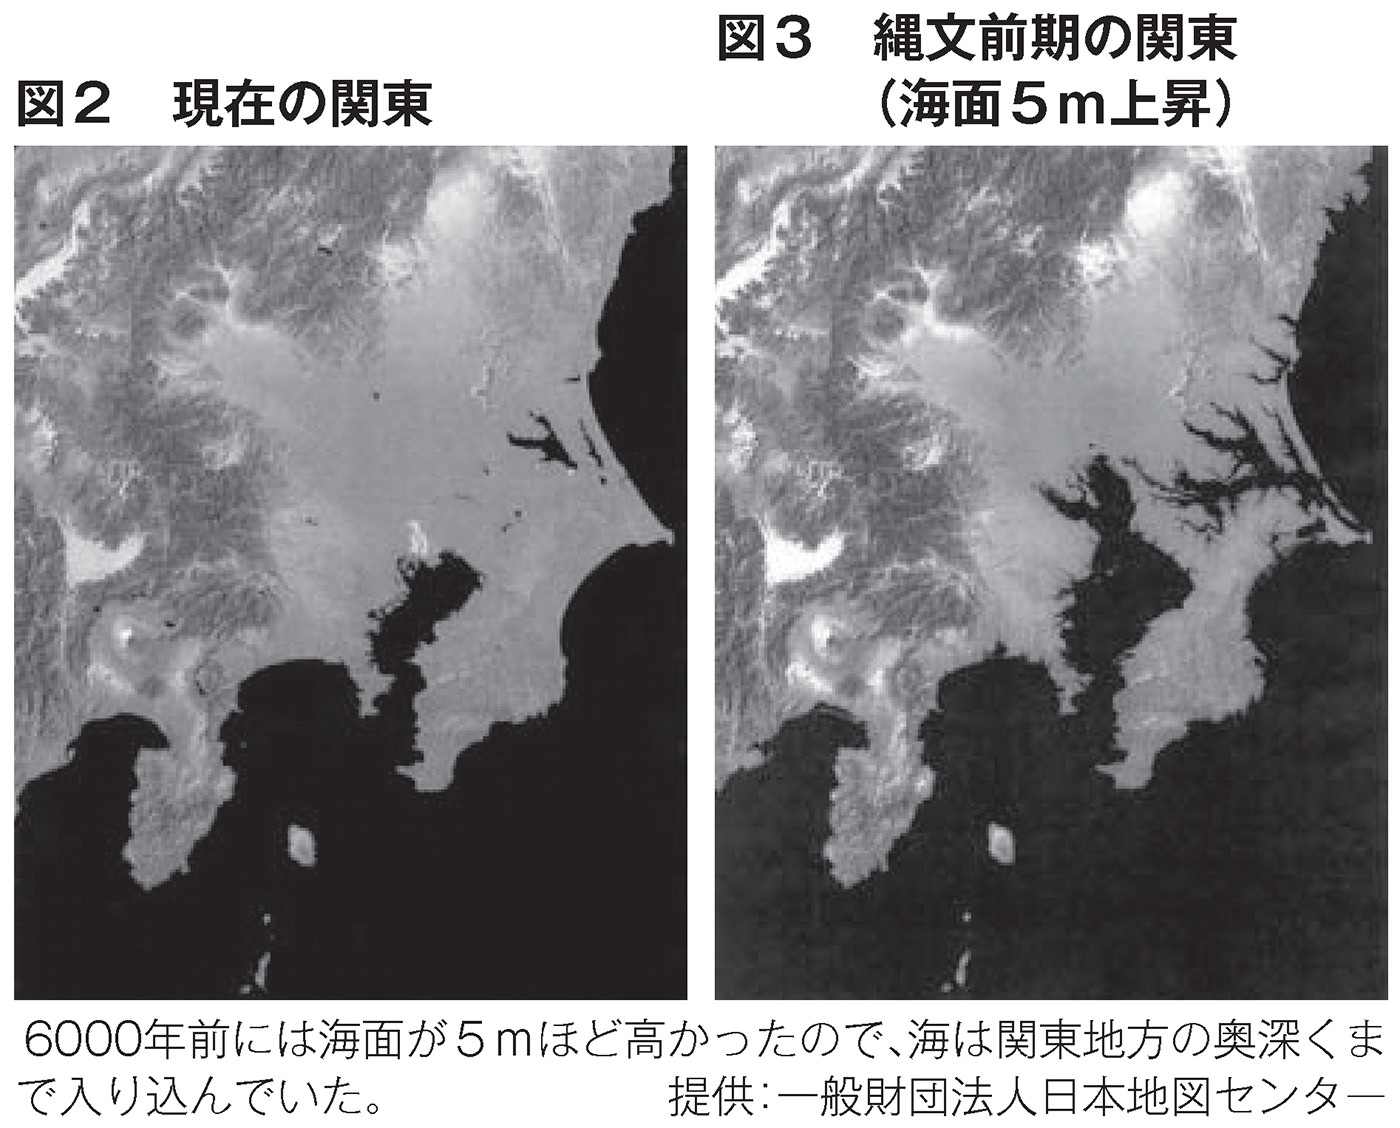 図2　現在の関東
図3　縄文前期の関東
（海面5m上昇）
6000年前には海面が5mほど高かったので、海は関東地方の奥深くま
で入り込んでいた。　提供：一般財団法人日本地図センター